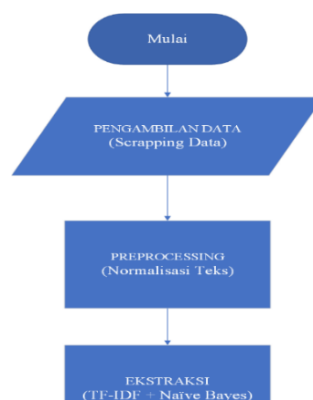 Mulai
PENGAMBILAN DATA
(Scrapping Data)
PREPROCESSING
(Normalisasi Teks)
EKSTRAKSI
(TF-IDF + Naïve Bayes)